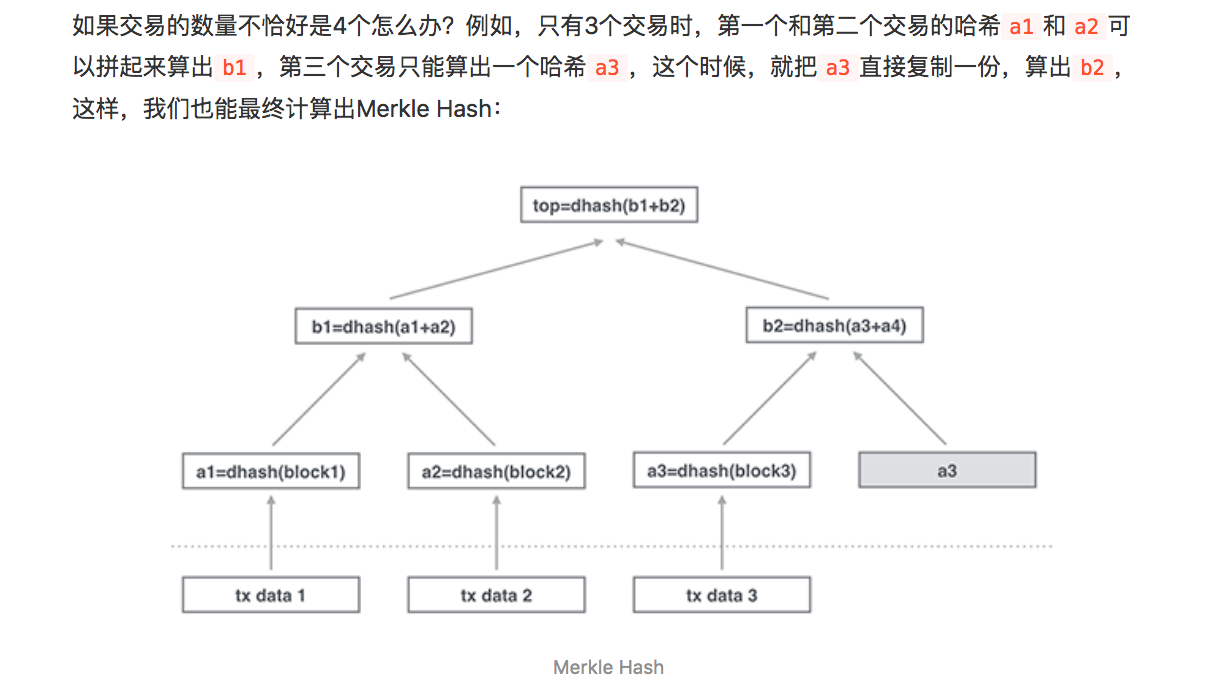 如果交易的数量不恰好是4个怎么办？例如，只有3个交易时，第一个和第二个交易的哈希 a1 和 a2 可
以拼起来算出 b1 ，第三个交易只能算出一个哈希 a3 ，这个时候，就把 a3 直接复制一份，算出 b2 ，
这样，我们也能最终计算出Merkle Hash：
top=dhash(b1+b2)
b1=dhash(a1+a2)
b2=dhash(a3+a4)
a1=dhash(block1)
a2=dhash(block2)
a3=dhash(block3)
a3
tx data 1
tx data 2
tx data 3
Merkle Hash